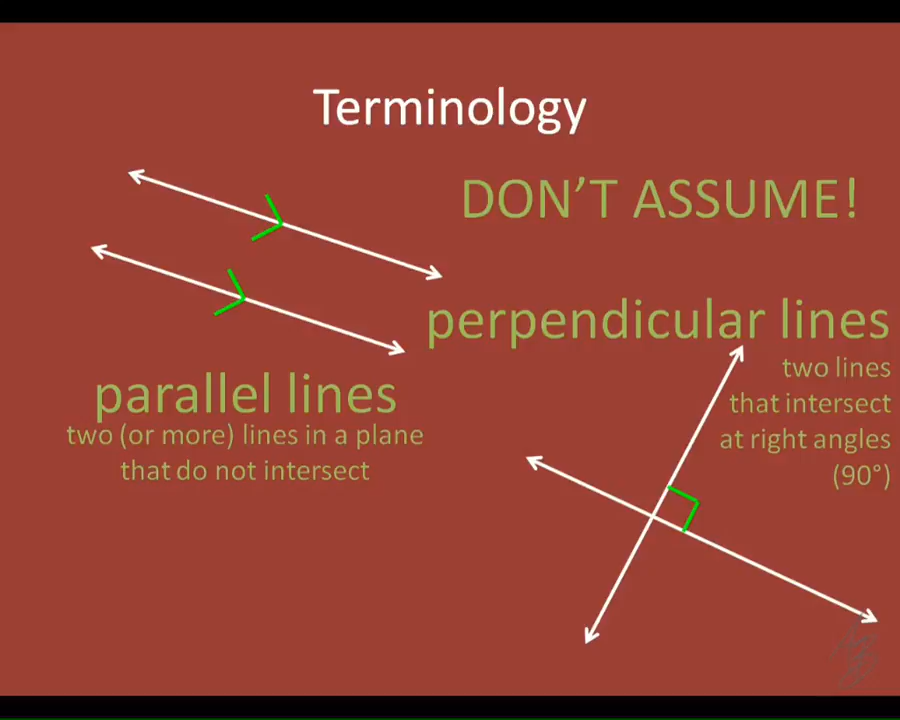 Terminology
DON'T ASSUME!
parallel lines
two (or more) lines in a plane
that do not intersect
perpendicular lines
two lines
that intersect
at right angles
(90°)